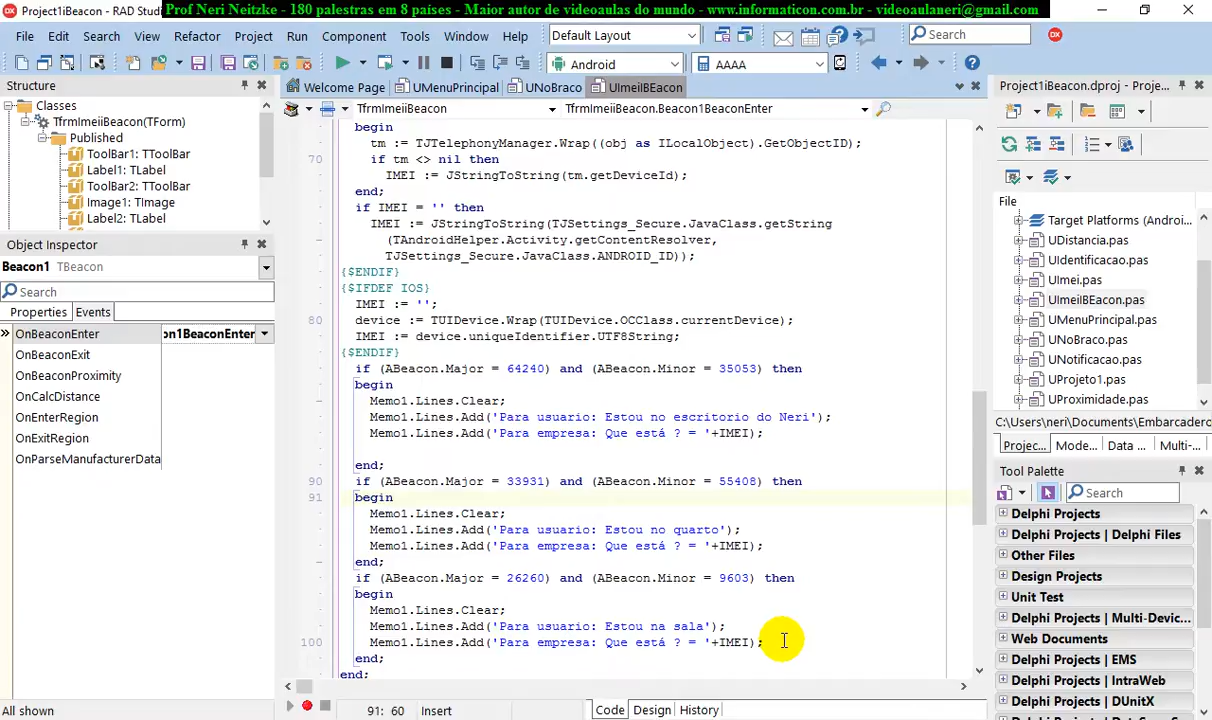 Project1iBeacon - RAD Studi
Prof Neri Neitzke - 180 palestras em 8 países - Maior autor de videoaulas do mundo - www.informaticon.com.br - videoaulaneri@gmail.com
File Edit Search View Refactor Project Run Component Tools Window Help
Default Layout
Search
Android
AAAA
Structure
Welcome Page UMenuPrincipal UNoBraco UImeiIBEacon
Project1iBeacon.dproj - Proje...
Classes
TfrmImeiiBeacon(TForm)
Published
ToolBar1: TToolBar
Label1: TLabel
ToolBar2: TToolBar
Image1: TImage
Label2: TLabel
Object Inspector
Beacon1 TBeacon
Search
Properties Events
OnBeaconEnter on1BeaconEnter
OnBeaconExit
OnBeaconProximity
OnCalcDistance
OnEnterRegion
OnExitRegion
OnParseManufacturerData
All shown
TfrmImeiiBeacon TfrmImeiiBeacon.Beacon1BeaconEnter
begin
tm := TJTelephonyManager.Wrap((obj as ILocalObject).GetObjectID);
70 if tm <> nil then
IMEI := JStringToString(tm.getDeviceId);
end;
if IMEI = '' then
IMEI := JStringToString(TJSettings_Secure.JavaClass.getString
(TAndroidHelper.Activity.getContentResolver,
TJSettings_Secure.JavaClass.ANDROID_ID));
{$ENDIF}
{$IFDEF IOS}
IMEI := '';
80 device := TUIDevice.Wrap(TUIDevice.OCClass.currentDevice);
IMEI := device.uniqueIdentifier.UTF8String;
{$ENDIF}
if (ABeacon.Major = 64240) and (ABeacon.Minor = 35053) then
begin
Memo1.Lines.Clear;
Memo1.Lines.Add('Para usuario: Estou no escritorio do Neri');
Memo1.Lines.Add('Para empresa: Que está ? = '+IMEI);
end;
90 if (ABeacon.Major = 33931) and (ABeacon.Minor = 55408) then
91 begin
Memo1.Lines.Clear;
Memo1.Lines.Add('Para usuario: Estou no quarto');
Memo1.Lines.Add('Para empresa: Que está ? = '+IMEI);
end;
if (ABeacon.Major = 26260) and (ABeacon.Minor = 9603) then
begin
Memo1.Lines.Clear;
Memo1.Lines.Add('Para usuario: Estou na sala');
100 Memo1.Lines.Add('Para empresa: Que está ? = '+IMEI);
end;
end;
91: 60 Insert Code Design History
File
Target Platforms (Androi...
UDistancia.pas
UIdentificacao.pas
UImei.pas
UImeiIBEacon.pas
UMenuPrincipal.pas
UNoBraco.pas
UNotificacao.pas
UProjeto1.pas
UProximidade.pas
C:\Users\neri\Documents\Embarcadero
Projec... Mode... Data ... Multi-...
Tool Palette
Search
Delphi Projects
Delphi Projects | Delphi Files
Other Files
Design Projects
Unit Test
Delphi Projects | Multi-Devic...
Web Documents
Delphi Projects | EMS
Delphi Projects | IntraWeb
Delphi Projects | DUnitX